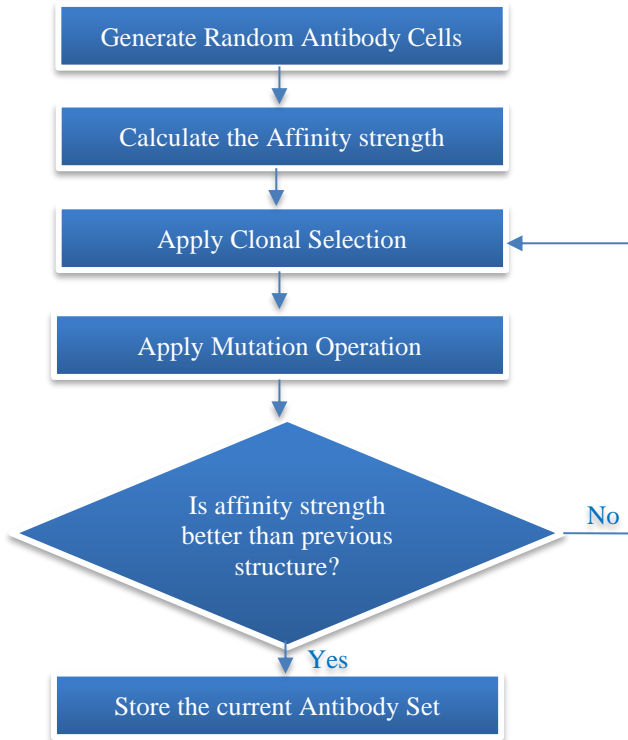 Generate Random Antibody Cells
Calculate the Affinity strength
Apply Clonal Selection
Apply Mutation Operation
Is affinity strength
better than previous
structure?
No
Yes
Store the current Antibody Set